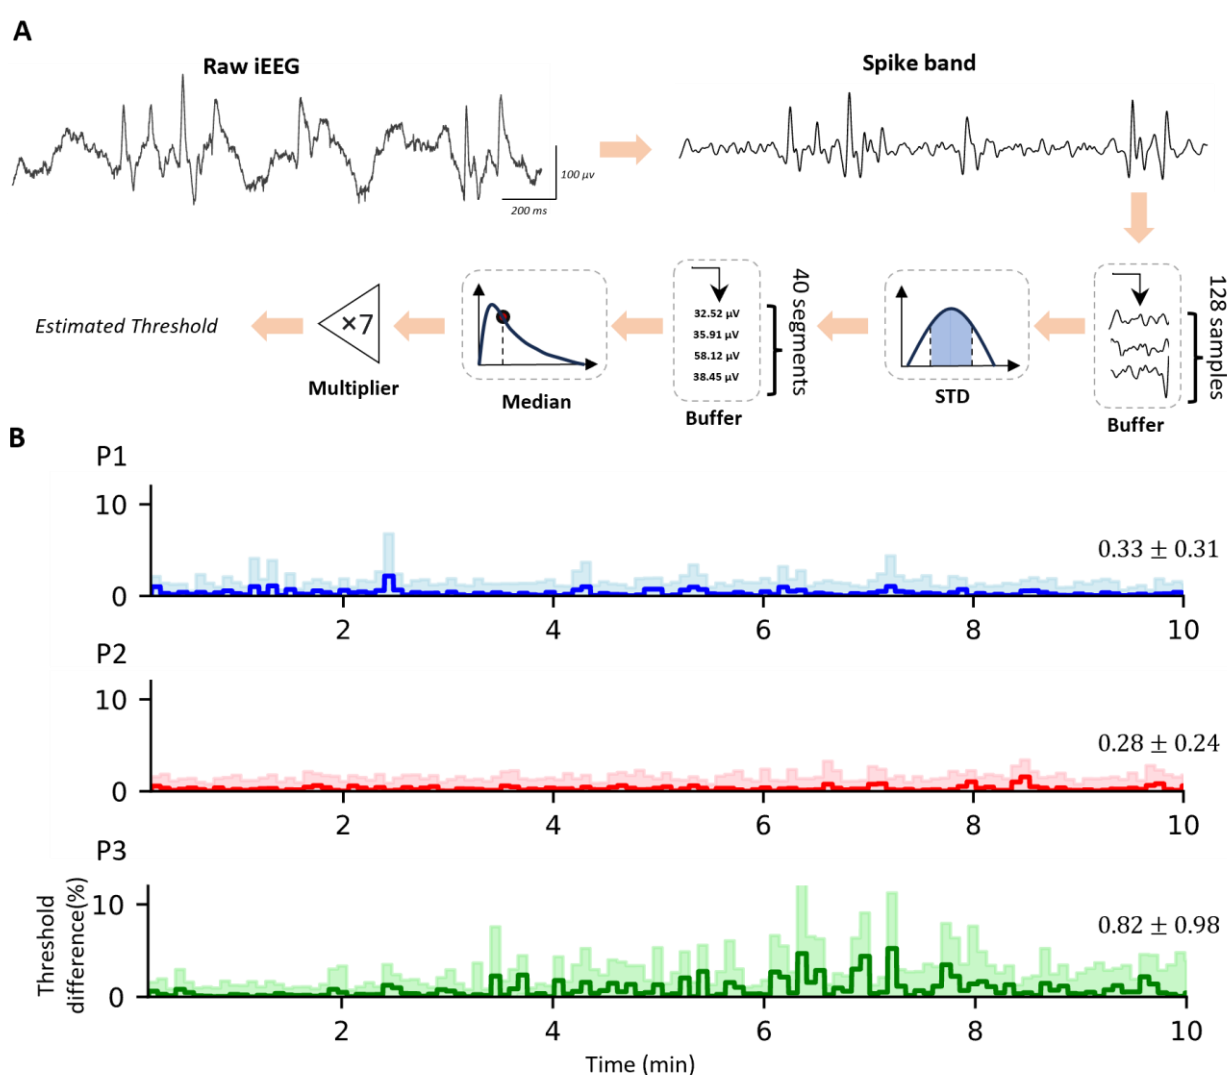 A
Raw iEEG
Spike band
100 μv
200 ms
Estimated Threshold
×7
Multiplier
Median
32.52 μV
35.91 μV
58.12 μV
38.45 μV
40 segments
Buffer
STD
128 samples
Buffer
B
P1
10
0
0.33 ± 0.31
2 4 6 8 10
P2
10
0
0.28 ± 0.24
2 4 6 8 10
P3
Threshold
difference(%)
10
0
0.82 ± 0.98
2 4 6 8 10
Time (min)